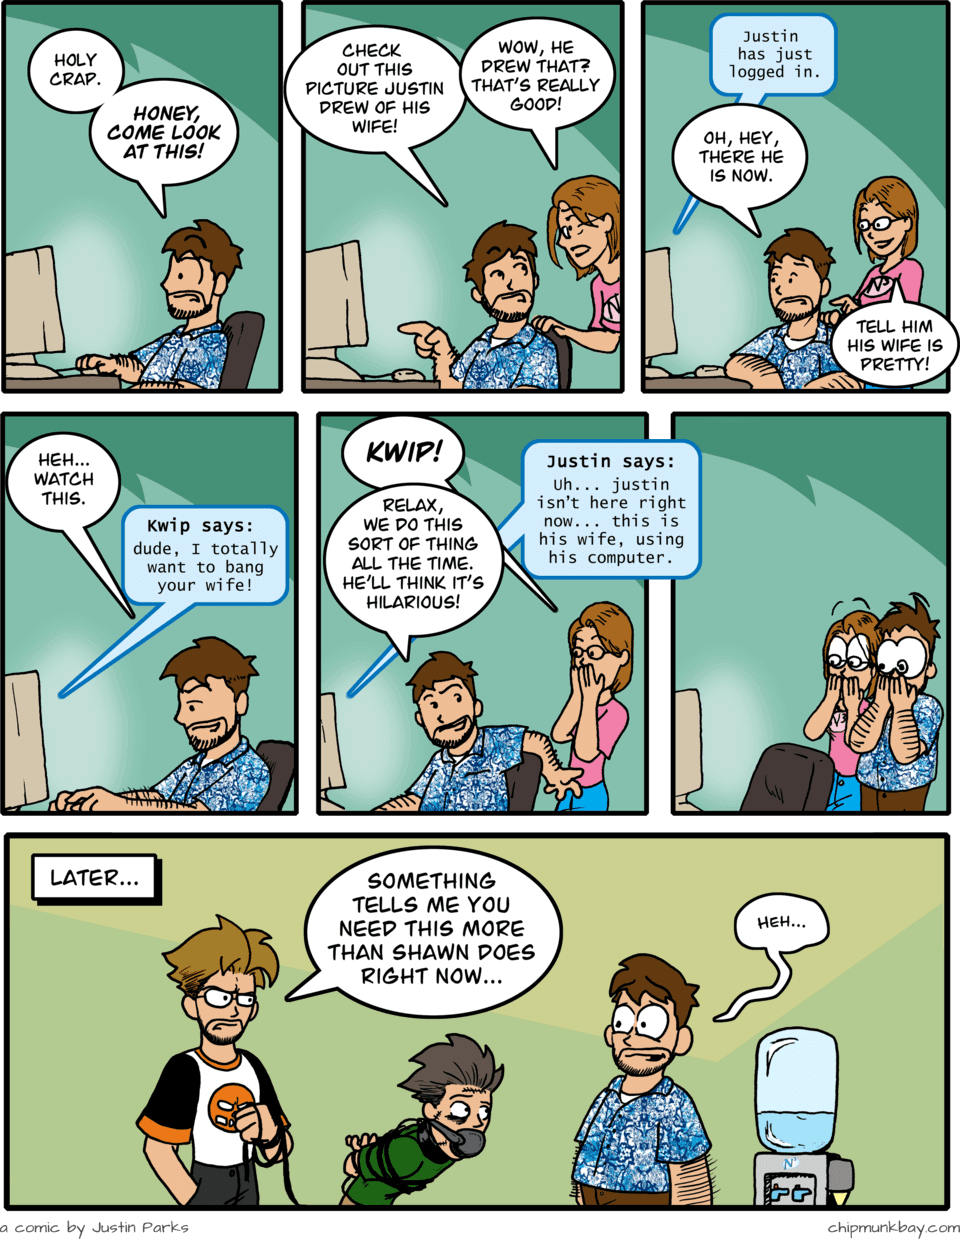 HOLY
CRAP.
HONEY,
COME LOOK
AT THIS!
CHECK
OUT THIS
PICTURE JUSTIN
DREW OF HIS
WIFE!
WOW, HE
DREW THAT?
THAT'S REALLY
GOOD!
Justin
has just
logged in.
OH, HEY,
THERE HE
IS NOW.
TELL HIM
HIS WIFE IS
PRETTY!
HEH...
WATCH
THIS.
Kwip says:
dude, I totally
want to bang
your wife!
KWIP!
RELAX,
WE DO THIS
SORT OF THING
ALL THE TIME.
HE'LL THINK IT'S
HILARIOUS!
Justin says:
Uh... justin
isn't here right
now... this is
his wife, using
his computer.
LATER...
SOMETHING
TELLS ME YOU
NEED THIS MORE
THAN SHAWN DOES
RIGHT NOW...
HEH...
N
a comic by Justin Parks
chipmunkbay.com